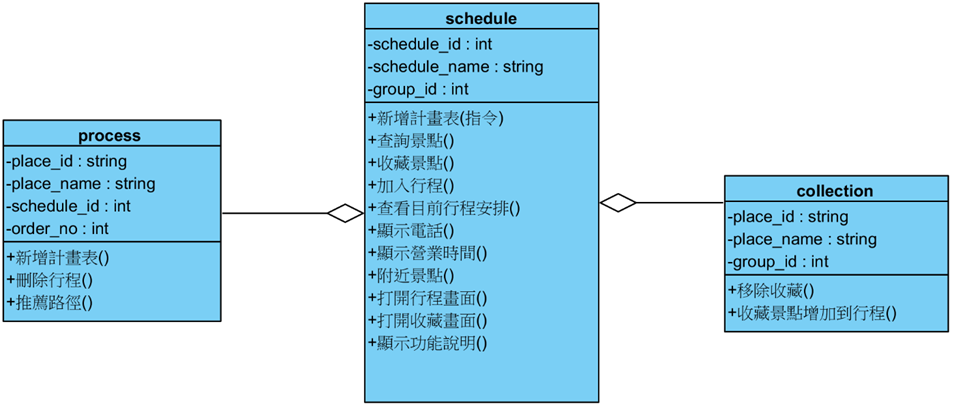 process
-place_id : string
-place_name : string
-schedule_id : int
-order_no : int
+新增計畫表()
+刪除行程()
+推薦路徑()
schedule
-schedule_id : int
-schedule_name : string
-group_id : int
+新增計畫表(指令)
+查詢景點()
+收藏景點()
+加入行程()
+查看目前行程安排()
+顯示電話()
+顯示營業時間()
+附近景點()
+打開行程畫面()
+打開收藏畫面()
+顯示功能說明()
collection
-place_id : string
-place_name : string
-group_id : int
+移除收藏()
+收藏景點增加到行程()